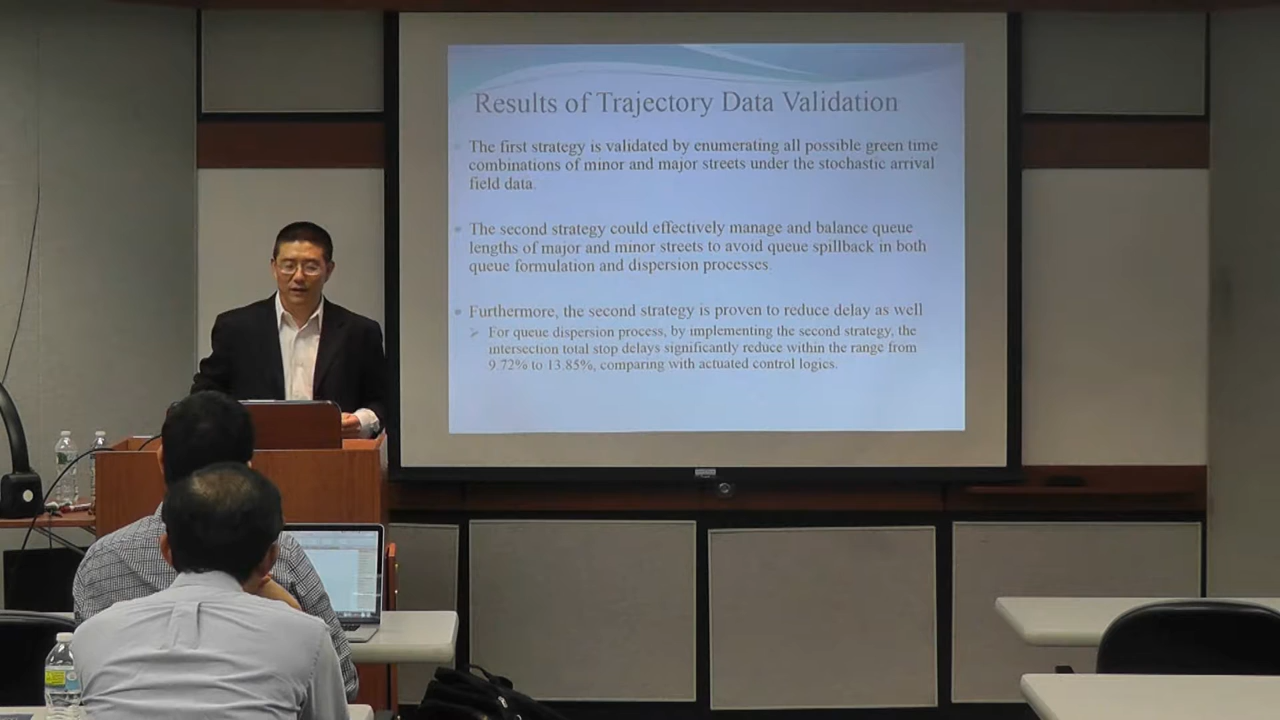 Results of Trajectory Data Validation
The first strategy is validated by enumerating all possible green time
combinations of minor and major streets under the stochastic arrival
field data.
The second strategy could effectively manage and balance queue
lengths of major and minor streets to avoid queue spillback in both
queue formulation and dispersion processes.
Furthermore, the second strategy is proven to reduce delay as well
For queue dispersion process, by implementing the second strategy, the
intersection total stop delays significantly reduce within the range from
9.72% to 13.85%, comparing with actuated control logics.